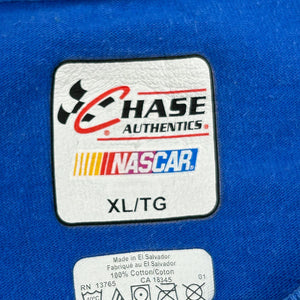 CHASE
AUTHENTICS®
NASCAR
XL/TG
Made in El Salvador
Fabriqué au El Salvador
100% Cotton/Coton
RN 13765 CA 18345 01